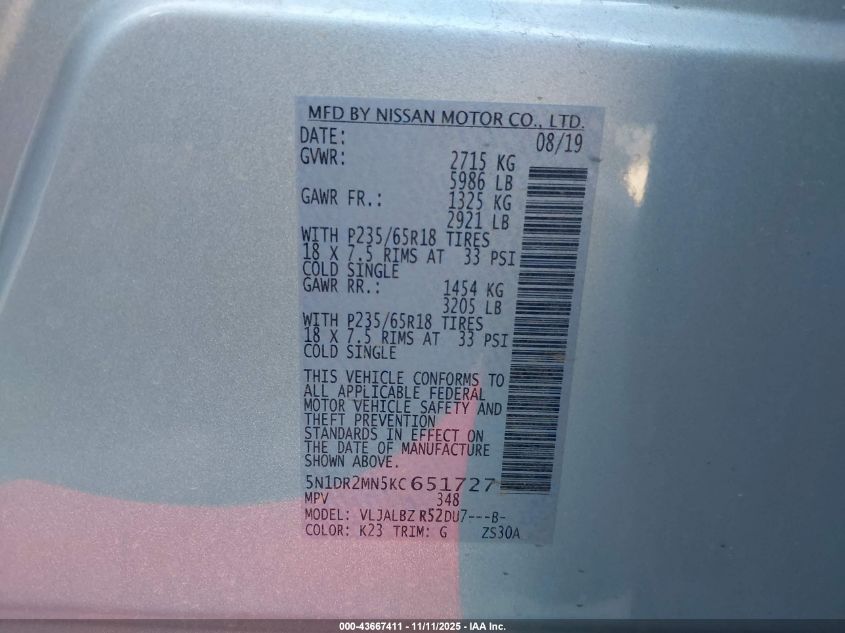 MFD BY NISSAN MOTOR CO., LTD.
DATE: 08/19
GVWR: 2715 KG
5986 LB
GAWR FR.: 1325 KG
2921 LB
WITH P235/65R18 TIRES
18 X 7.5 RIMS AT 33 PSI
COLD SINGLE
GAWR RR.: 1454 KG
3205 LB
WITH P235/65R18 TIRES
18 X 7.5 RIMS AT 33 PSI
COLD SINGLE
THIS VEHICLE CONFORMS TO
ALL APPLICABLE FEDERAL
MOTOR VEHICLE SAFETY AND
THEFT PREVENTION
STANDARDS IN EFFECT ON
THE DATE OF MANUFACTURE
SHOWN ABOVE.
5N1DR2MN5KC651727
MPV 348
MODEL: VLJALBZ R52DU7---B-
COLOR: K23 TRIM: G ZS30A
000-43667411 - 11/11/2025 - IAA Inc.